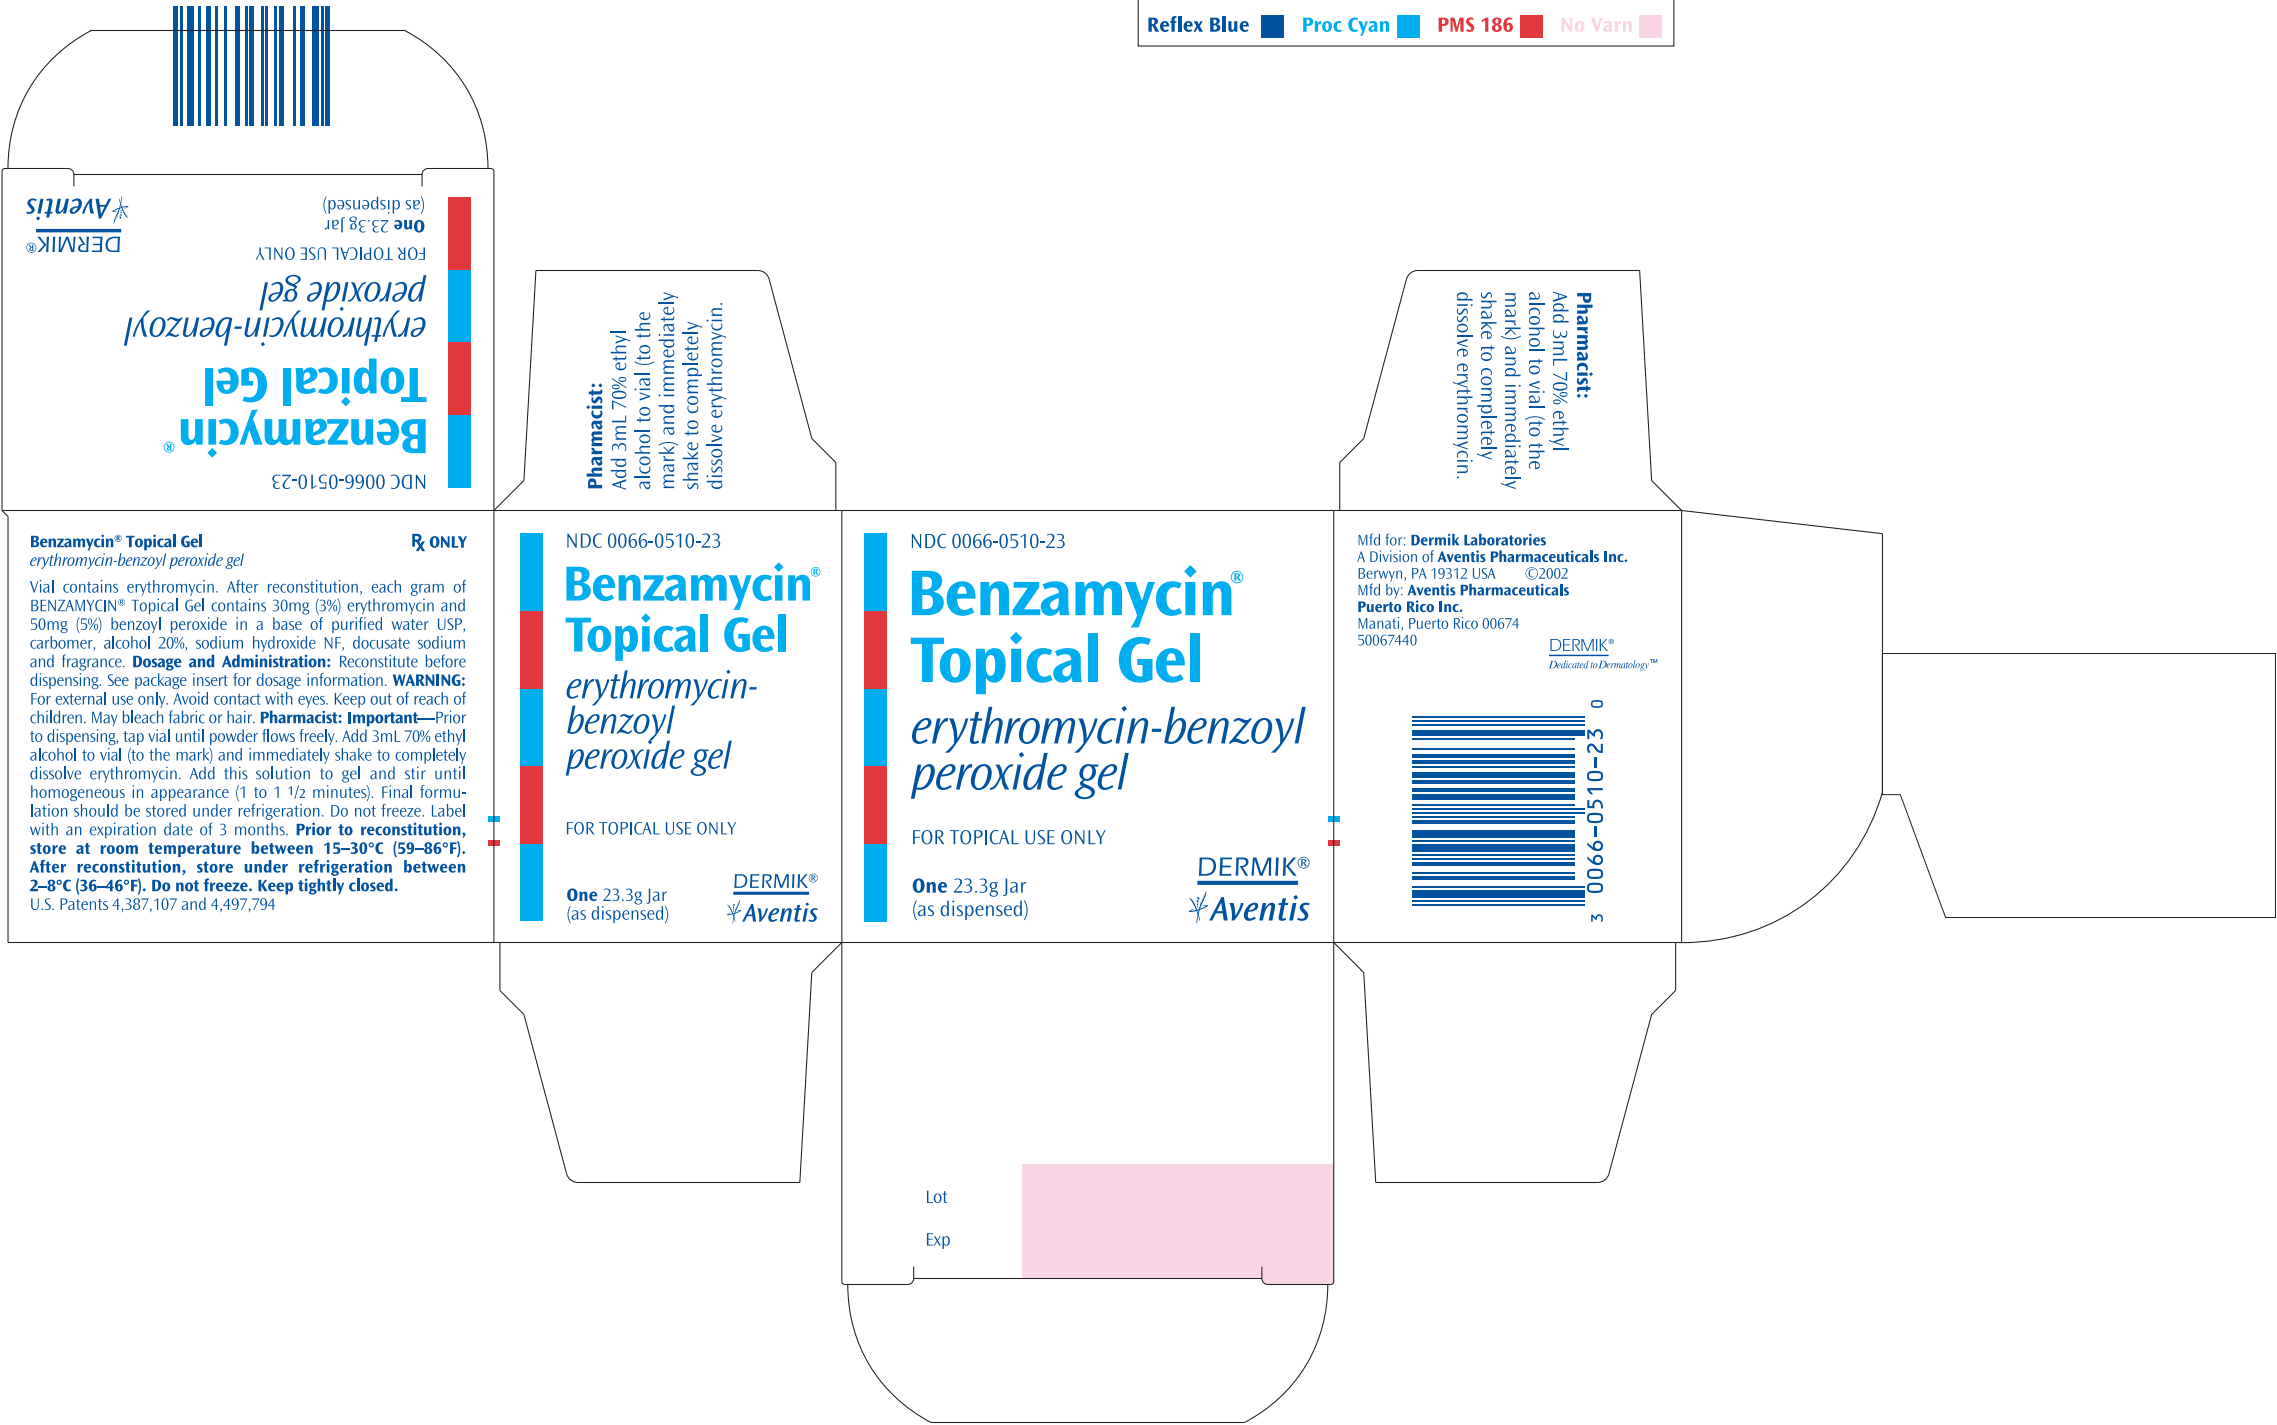 Reflex Blue Proc Cyan PMS 186 No Varn
NDC 0066-0510-23
Benzamycin®
Topical Gel
erythromycin-benzoyl
peroxide gel
FOR TOPICAL USE ONLY
One 23.3g Jar
(as dispensed)
DERMIK®
Aventis
Pharmacist:
Add 3mL 70% ethyl
alcohol to vial (to the
mark) and immediately
shake to completely
dissolve erythromycin.
Pharmacist:
Add 3mL 70% ethyl
alcohol to vial (to the
mark) and immediately
shake to completely
dissolve erythromycin.
Benzamycin® Topical Gel ℞ ONLY
erythromycin-benzoyl peroxide gel
Vial contains erythromycin. After reconstitution, each gram of
BENZAMYCIN® Topical Gel contains 30mg (3%) erythromycin and
50mg (5%) benzoyl peroxide in a base of purified water USP,
carbomer, alcohol 20%, sodium hydroxide NF, docusate sodium
and fragrance. Dosage and Administration: Reconstitute before
dispensing. See package insert for dosage information. WARNING:
For external use only. Avoid contact with eyes. Keep out of reach of
children. May bleach fabric or hair. Pharmacist: Important—Prior
to dispensing, tap vial until powder flows freely. Add 3mL 70% ethyl
alcohol to vial (to the mark) and immediately shake to completely
dissolve erythromycin. Add this solution to gel and stir until
homogeneous in appearance (1 to 1 1/2 minutes). Final formu-
lation should be stored under refrigeration. Do not freeze. Label
with an expiration date of 3 months. Prior to reconstitution,
store at room temperature between 15–30°C (59–86°F).
After reconstitution, store under refrigeration between
2–8°C (36–46°F). Do not freeze. Keep tightly closed.
U.S. Patents 4,387,107 and 4,497,794
NDC 0066-0510-23
Benzamycin®
Topical Gel
erythromycin-
benzoyl
peroxide gel
FOR TOPICAL USE ONLY
One 23.3g Jar
(as dispensed)
DERMIK®
Aventis
NDC 0066-0510-23
Benzamycin®
Topical Gel
erythromycin-benzoyl
peroxide gel
FOR TOPICAL USE ONLY
One 23.3g Jar
(as dispensed)
DERMIK®
Aventis
Mfd for: Dermik Laboratories
A Division of Aventis Pharmaceuticals Inc.
Berwyn, PA 19312 USA ©2002
Mfd by: Aventis Pharmaceuticals
Puerto Rico Inc.
Manati, Puerto Rico 00674
50067440
DERMIK®
Dedicated to Dermatology™
3 0066-0510-23 0
Lot
Exp